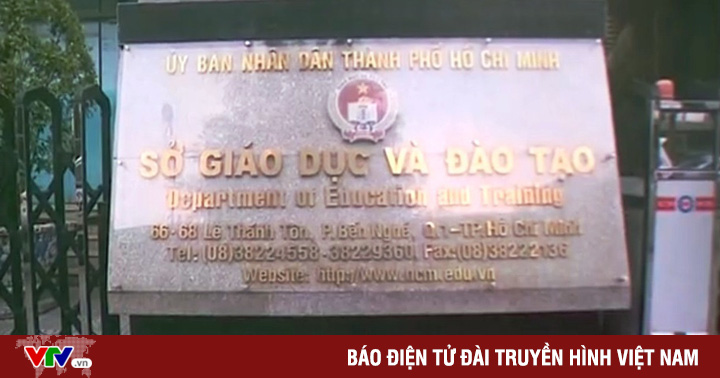 ỦY BAN NHÂN DÂN THÀNH PHỐ HỒ CHÍ MINH
SỞ GIÁO DỤC VÀ ĐÀO TẠO
Department of Education and Training
66-68 Lê Thánh Tôn, P.Bến Nghé, Q.1-TP.Hồ Chí Minh
Tel: (08)38224558-38229360 Fax:(08)38222136
Website: http://www.hcm.edu.vn
VTV.vn
BÁO ĐIỆN TỬ ĐÀI TRUYỀN HÌNH VIỆT NAM